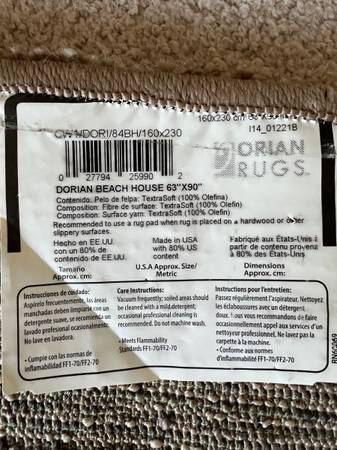 160x230 cm / 63"X90"
I14_01221B
CWN/DORI/84BH/160x230
0 27794 25990 2
DORIAN
RUGS
DORIAN BEACH HOUSE 63"X90"
Contenido: Pelo de felpa: TextraSoft (100% Olefina)
Composition: Fibre de surface: TextraSoft (100% Olefin)
Composition: Surface yarn: TextraSoft (100% Olefin)
Recommended to use a rug pad when rug is placed on a hardwood or other
slippery surfaces.
Hecho en EE.UU.
con un 80% de
contenido de EE.UU.
Made in USA
with 80% US
content
Fabriqué aux États-Unis à
partir de contenu provenant
à 80% des États-Unis
Tamaño
Approx. cm:
U.S.A Approx. Size/
Metric
Dimensions
Approx. cm:
Instrucciones de cuidado:
Aspírelo frecuentemente, las áreas
manchadas deben limpiarse con un
detergente suave, se recomienda un
lavado profesional ocasionalmente.
No lave en lavadora.
• Cumple con las normas de
inflamabilidad FF1-70/FF2-70
Care Instructions:
Vacuum frequently; soiled areas should
be cleaned with a mild detergent;
occasional professional cleaning is
recommended. Do not machine wash.
• Meets Flammability
Standards FF1-70/FF2-70
Instructions pour l'entretien:
Passez régulièrement l'aspirateur. Nettoyez
les éclaboussures avec un détergent
doux. Nous vous recommandons de faire
occasionnellement appel aux services d'un
nettoyeur professionnel. Ne lavez pas la
carpette à la machine.
• Conforme aux normes
d'inflammabilité FF1-70/FF2-70